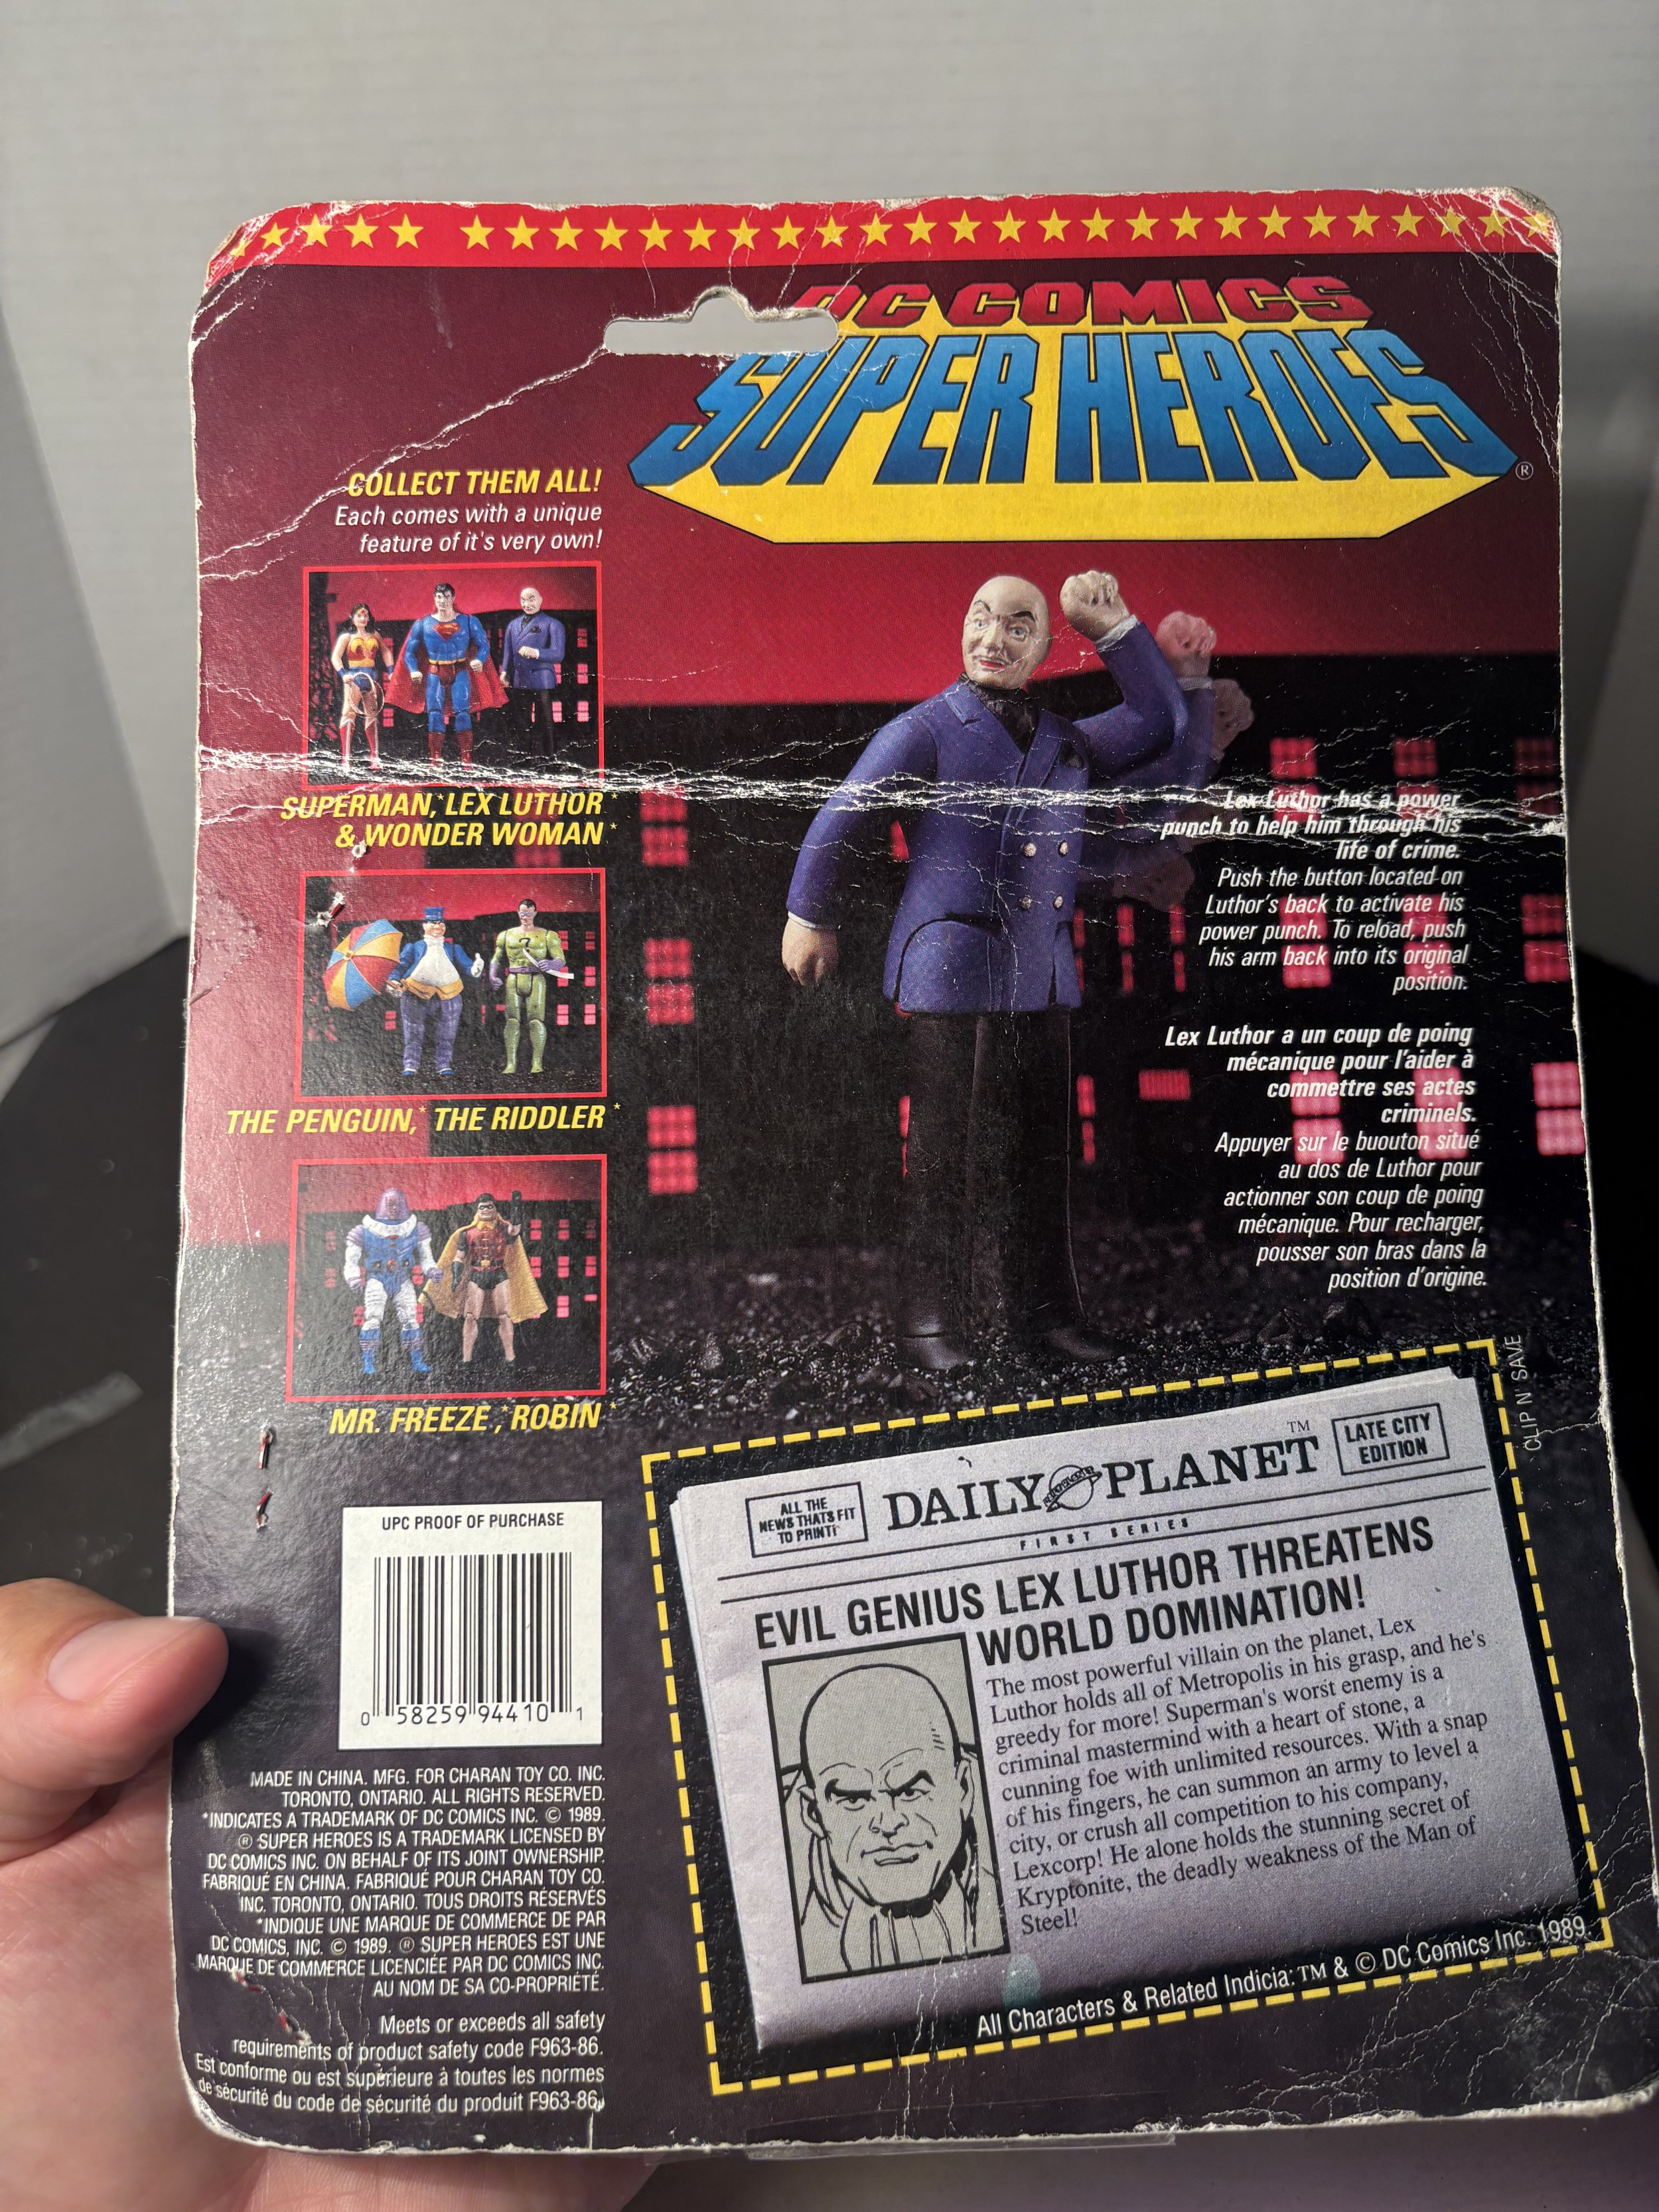 DC COMICS
SUPER HEROES
®
COLLECT THEM ALL!
Each comes with a unique
feature of it's very own!
SUPERMAN,* LEX LUTHOR*
& WONDER WOMAN*
THE PENGUIN,* THE RIDDLER*
MR. FREEZE,* ROBIN*
Lex Luthor has a power
punch to help him through his
life of crime.
Push the button located on
Luthor's back to activate his
power punch. To reload, push
his arm back into its original
position.
Lex Luthor a un coup de poing
mécanique pour l'aider à
commettre ses actes
criminels.
Appuyer sur le buouton situé
au dos de Luthor pour
actionner son coup de poing
mécanique. Pour recharger,
pousser son bras dans la
position d'origine.
CLIP N' SAVE
ALL THE
NEWS THATS FIT
TO PRINT!
DAILY PLANET™
LATE CITY
EDITION
FIRST SERIES
EVIL GENIUS LEX LUTHOR THREATENS
WORLD DOMINATION!
The most powerful villain on the planet, Lex
Luthor holds all of Metropolis in his grasp, and he's
greedy for more! Superman's worst enemy is a
criminal mastermind with a heart of stone, a
cunning foe with unlimited resources. With a snap
of his fingers, he can summon an army to level a
city, or crush all competition to his company,
Lexcorp! He alone holds the stunning secret of
Kryptonite, the deadly weakness of the Man of
Steel!
All Characters & Related Indicia: TM & © DC Comics Inc. 1989
UPC PROOF OF PURCHASE
0 58259 94410 1
MADE IN CHINA. MFG. FOR CHARAN TOY CO. INC.
TORONTO, ONTARIO. ALL RIGHTS RESERVED.
*INDICATES A TRADEMARK OF DC COMICS INC. © 1989.
® SUPER HEROES IS A TRADEMARK LICENSED BY
DC COMICS INC. ON BEHALF OF ITS JOINT OWNERSHIP.
FABRIQUÉ EN CHINA. FABRIQUÉ POUR CHARAN TOY CO.
INC. TORONTO, ONTARIO. TOUS DROITS RÉSERVÉS
*INDIQUE UNE MARQUE DE COMMERCE DE PAR
DC COMICS, INC. © 1989. ® SUPER HEROES EST UNE
MARQUE DE COMMERCE LICENCIÉE PAR DC COMICS INC.
AU NOM DE SA CO-PROPRIÉTÉ.
Meets or exceeds all safety
requirements of product safety code F963-86.
Est conforme ou est supérieure à toutes les normes
de sécurité du code de sécurité du produit F963-86.